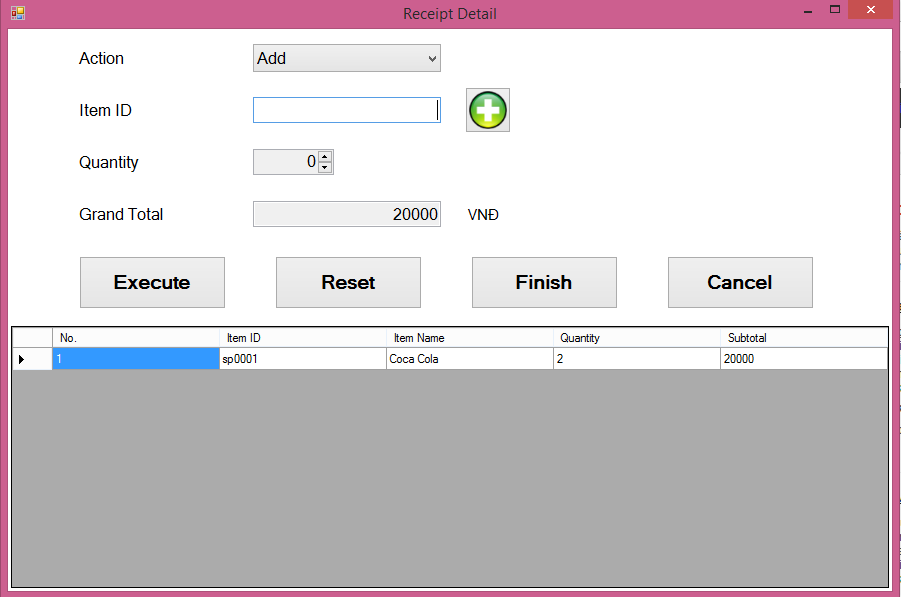 Receipt Detail
Action Add
Item ID
Quantity 0
Grand Total 20000 VNĐ
Execute Reset Finish Cancel
No. Item ID Item Name Quantity Subtotal
1 sp0001 Coca Cola 2 20000